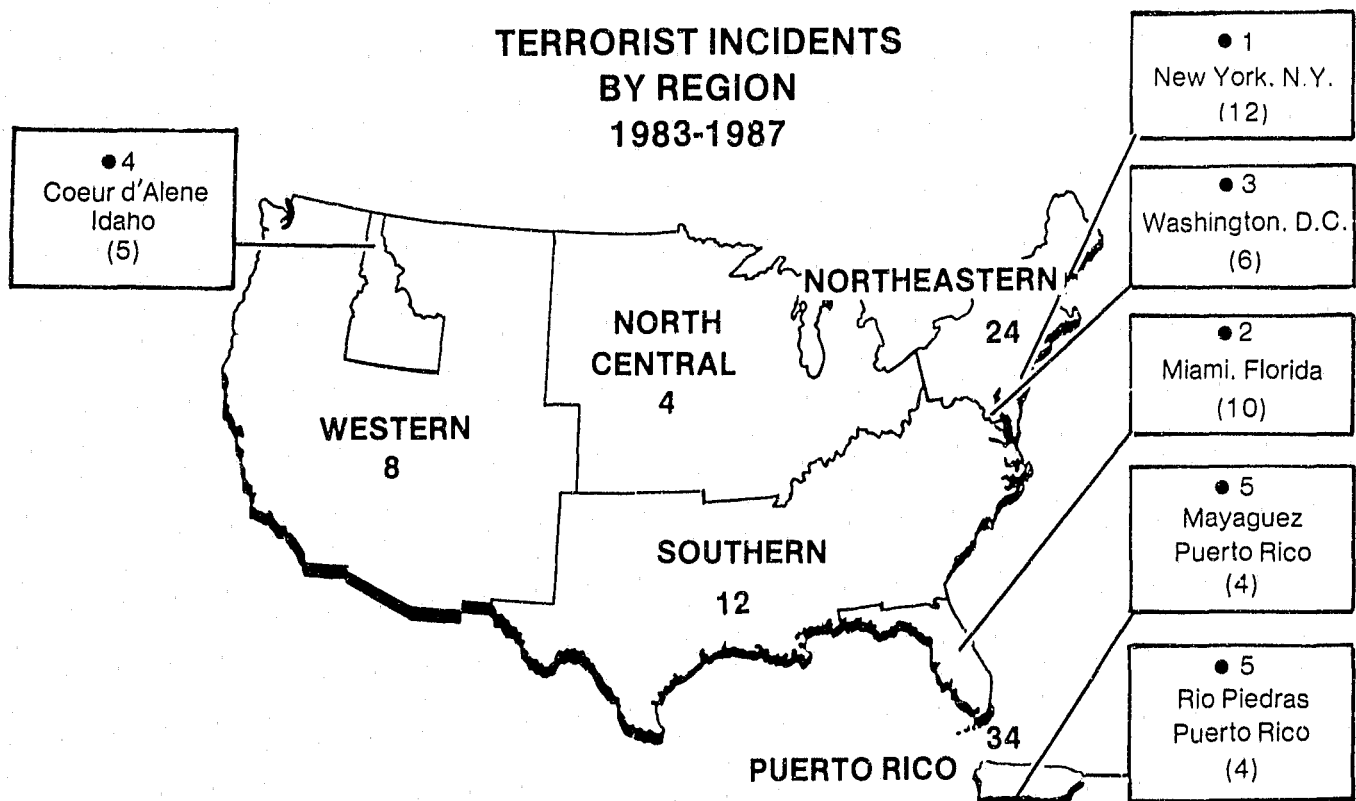 TERRORIST INCIDENTS
BY REGION
1983-1987
● 4
Coeur d'Alene
Idaho
(5)
● 1
New York. N.Y.
(12)
● 3
Washington. D.C.
(6)
● 2
Miami. Florida
(10)
● 5
Mayaguez
Puerto Rico
(4)
● 5
Rio Piedras
Puerto Rico
(4)
NORTHEASTERN
24
NORTH
CENTRAL
4
WESTERN
8
SOUTHERN
12
34
PUERTO RICO